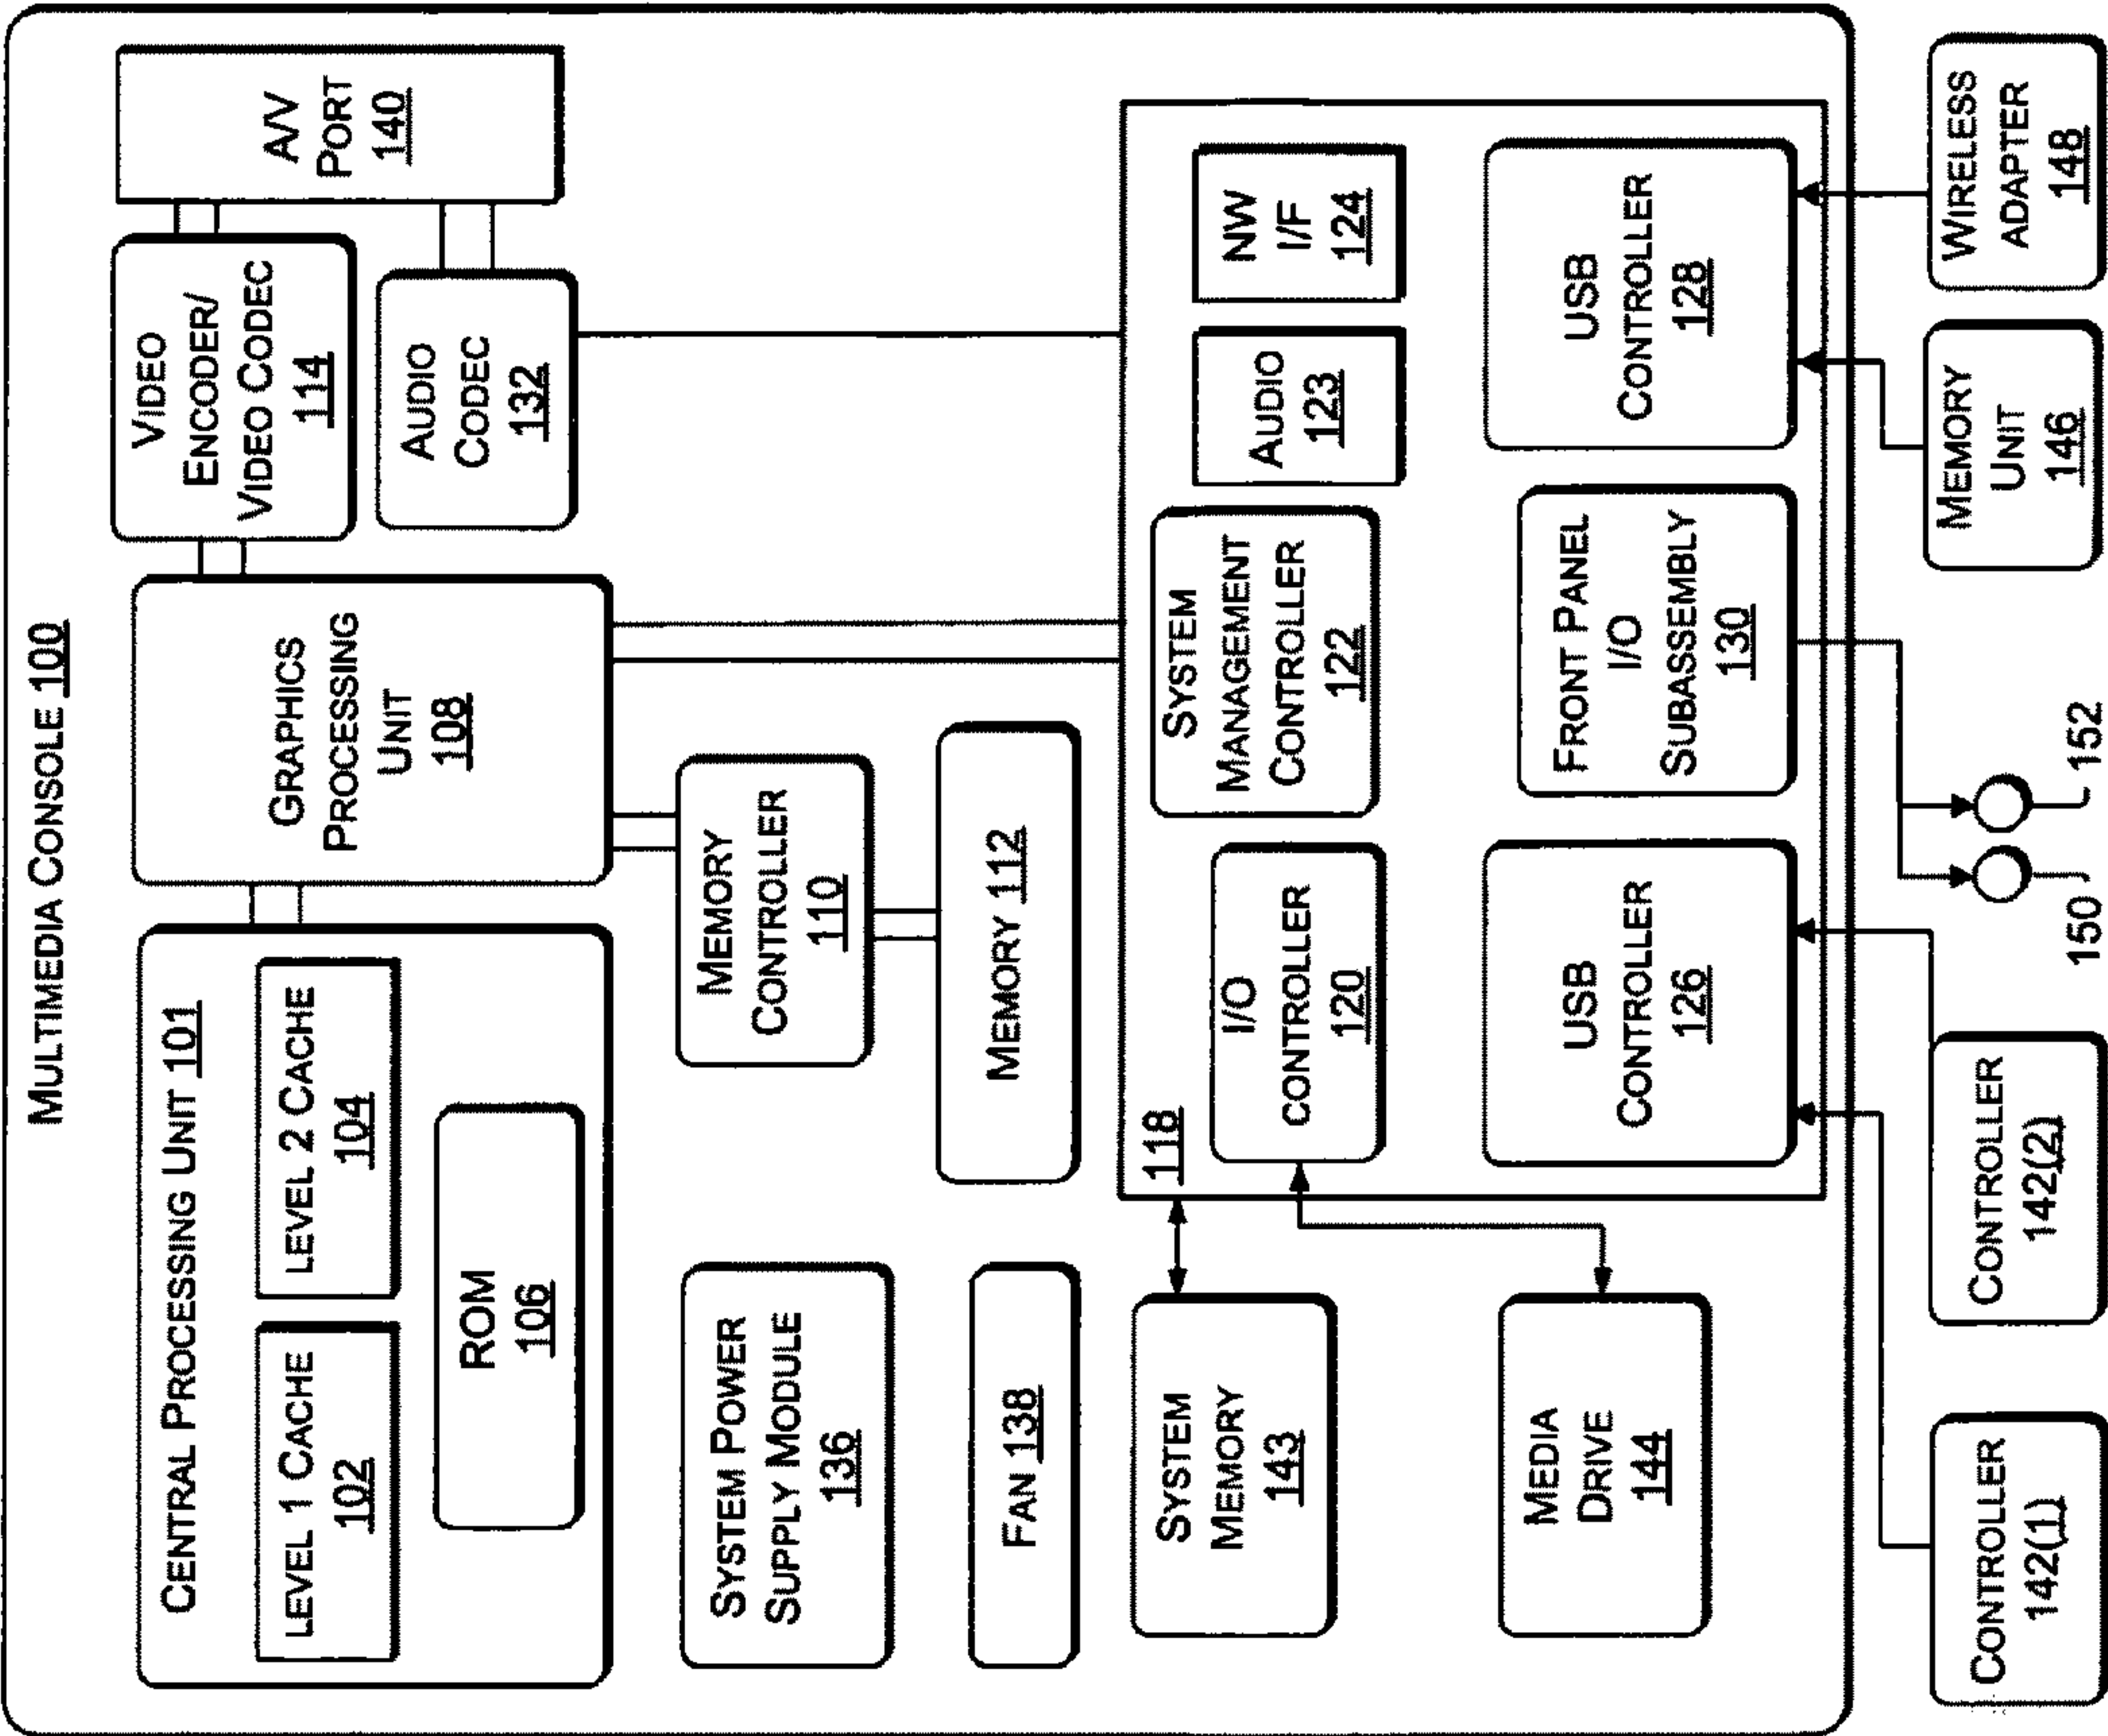 MULTIMEDIA CONSOLE 100
CENTRAL PROCESSING UNIT 101
LEVEL 1 CACHE
102
LEVEL 2 CACHE
104
ROM
106
GRAPHICS
PROCESSING
UNIT
108
VIDEO
ENCODER/
VIDEO CODEC
114
AUDIO
CODEC
132
A/V
PORT
140
SYSTEM POWER
SUPPLY MODULE
136
MEMORY
CONTROLLER
110
FAN 138
MEMORY 112
118
SYSTEM
MEMORY
143
I/O
CONTROLLER
120
SYSTEM
MANAGEMENT
CONTROLLER
122
AUDIO
123
NW
I/F
124
MEDIA
DRIVE
144
USB
CONTROLLER
126
FRONT PANEL
I/O
SUBASSEMBLY
130
USB
CONTROLLER
128
CONTROLLER
142(1)
CONTROLLER
142(2)
150
152
MEMORY
UNIT
146
WIRELESS
ADAPTER
148